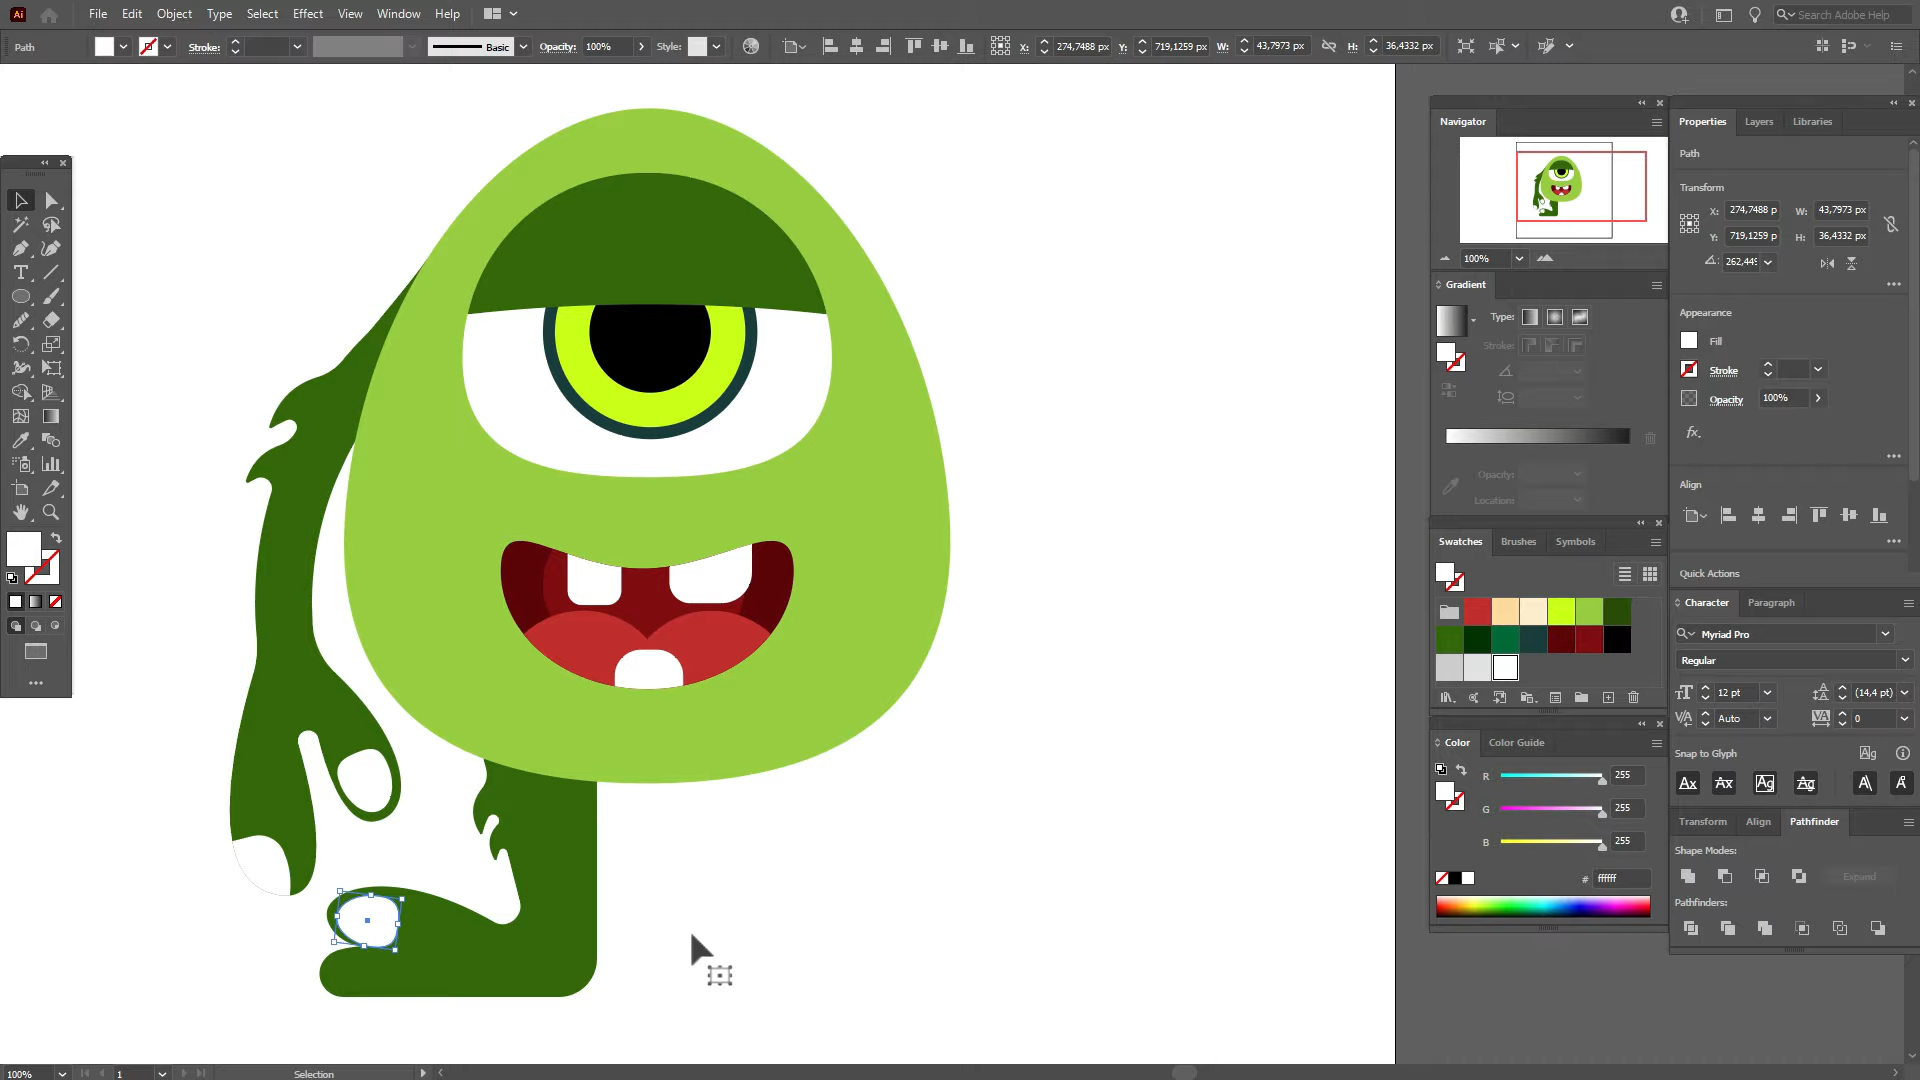 Ai File Edit Object Type Select Effect View Window Help Search Adobe Help
Path Stroke: Basic Opacity: 100% Style: X: 274,7488 px Y: 719,1259 px W: 43,7973 px H: 36,4332 px
Navigator
100%
Gradient
Type:
Stroke:
Opacity:
Location:
Swatches Brushes Symbols
Color Color Guide
R 255
G 255
B 255
# ffffff
Properties Layers Libraries
Path
Transform
X: 274,7488 p W: 43,7973 px
Y: 719,1259 p H: 36,4332 px
262,449
Appearance
Fill
Stroke
Opacity 100%
fx.
Align
Quick Actions
Character Paragraph
Myriad Pro
Regular
12 pt (14,4 pt)
Auto 0
Snap to Glyph
Transform Align Pathfinder
Shape Modes:
Expand
Pathfinders:
100% 1 Selection